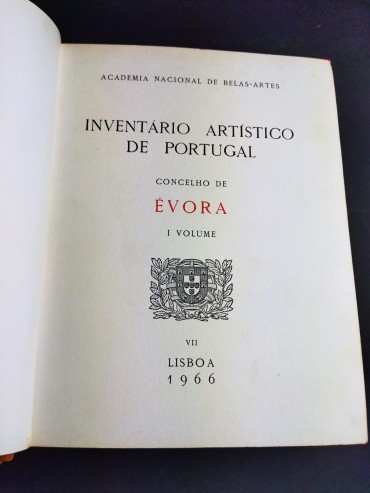 ACADEMIA NACIONAL DE BELAS-ARTES
INVENTÁRIO ARTÍSTICO
DE PORTUGAL
CONCELHO DE
ÉVORA
I VOLUME
VII
LISBOA
1966